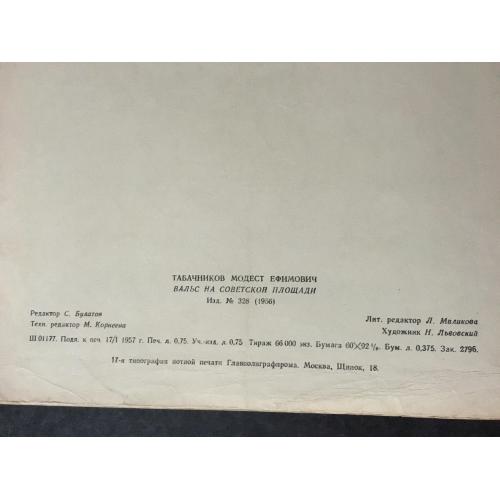 ТАБАЧНИКОВ МОДЕСТ ЕФИМОВИЧ
ВАЛЬС НА СОВЕТСКОЙ ПЛОЩАДИ
Изд. № 328 (1956)
Редактор С. Булатов
Лит. редактор Л. Миликова
Техн. редактор М. Корнеева
Художник Н. Львовский
Ш 01177. Подп. к печ. 17/I 1957 г. Печ. л. 0,75. Уч.-изд. л. 0,75 Тираж 66 000 экз. Бумага 60×92 ⅛. Бум. л. 0,375. Зак. 2796.
17-я типография нотной печати Главполиграфпрома. Москва, Щипок, 18.